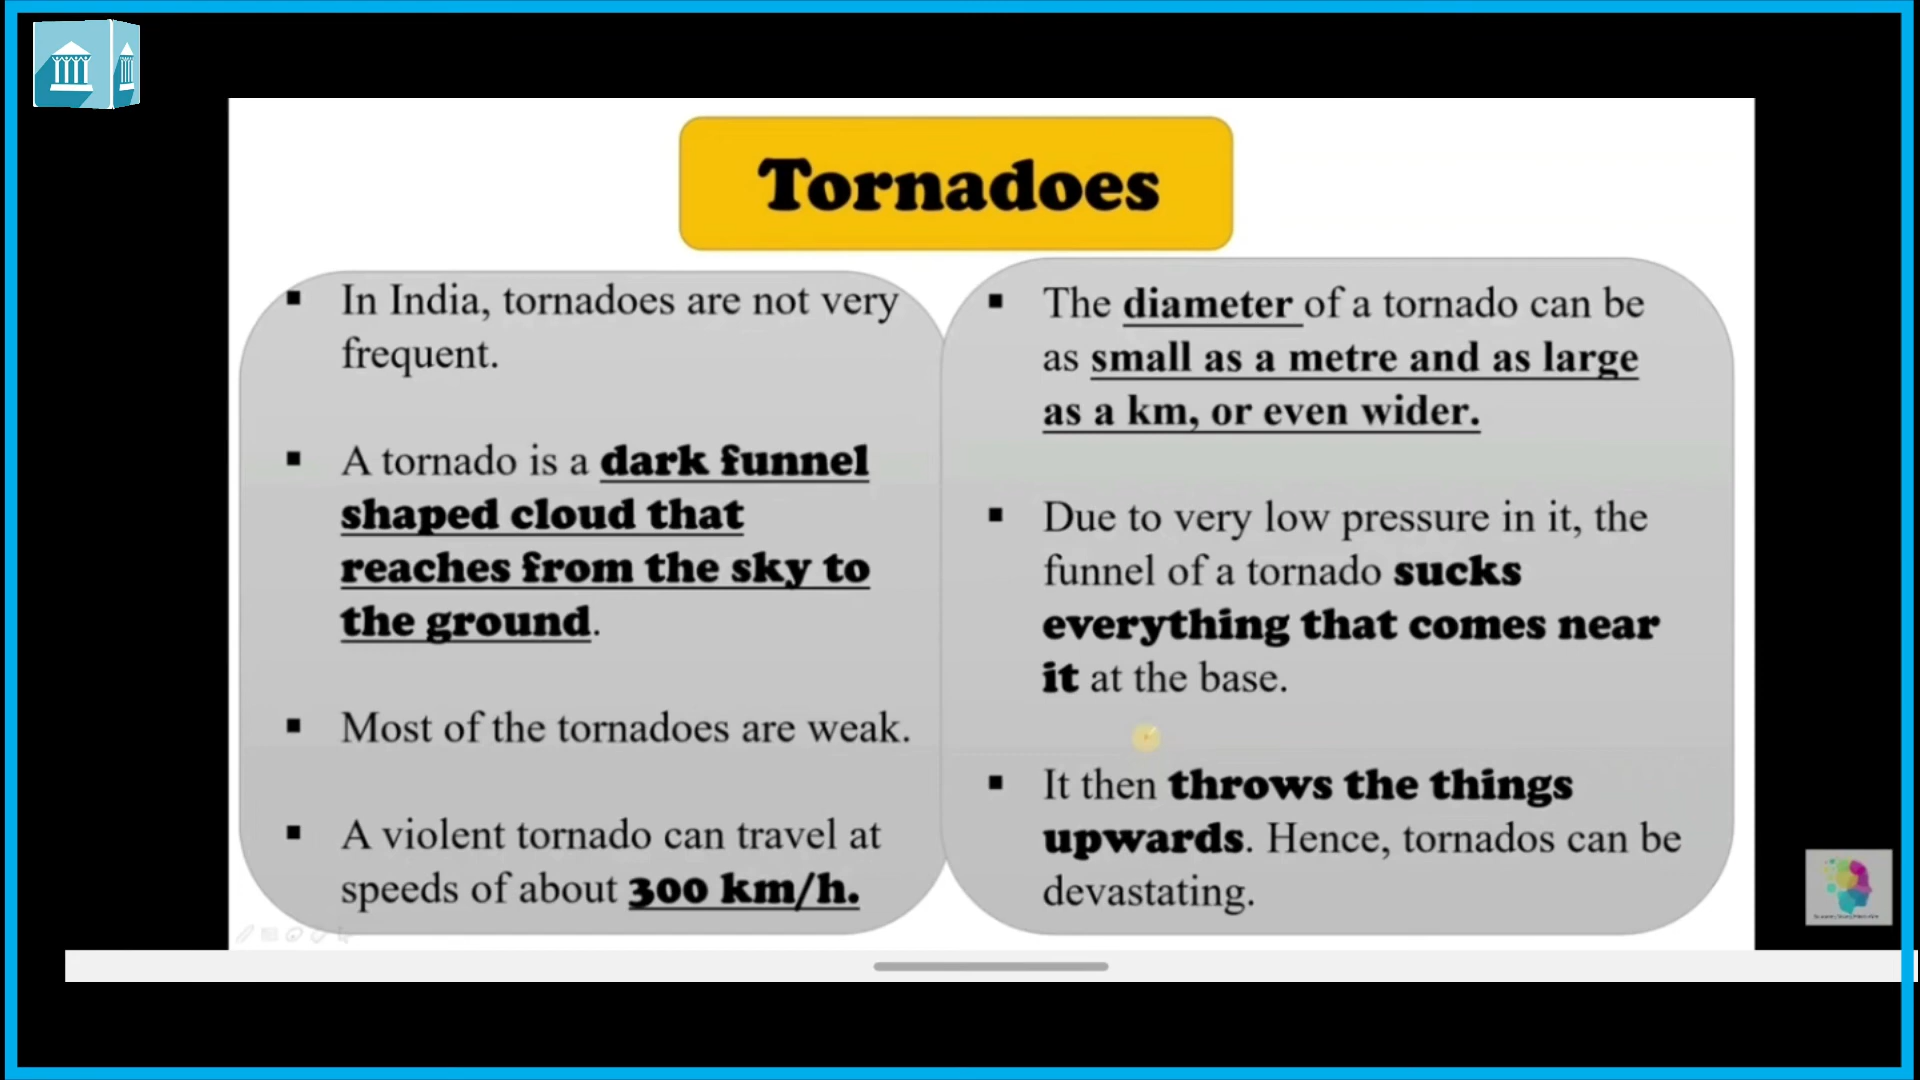 Tornadoes
▪ In India, tornadoes are not very
frequent.
▪ A tornado is a dark funnel
shaped cloud that
reaches from the sky to
the ground.
▪ Most of the tornadoes are weak.
▪ A violent tornado can travel at
speeds of about 300 km/h.
▪ The diameter of a tornado can be
as small as a metre and as large
as a km, or even wider.
▪ Due to very low pressure in it, the
funnel of a tornado sucks
everything that comes near
it at the base.
▪ It then throws the things
upwards. Hence, tornados can be
devastating.